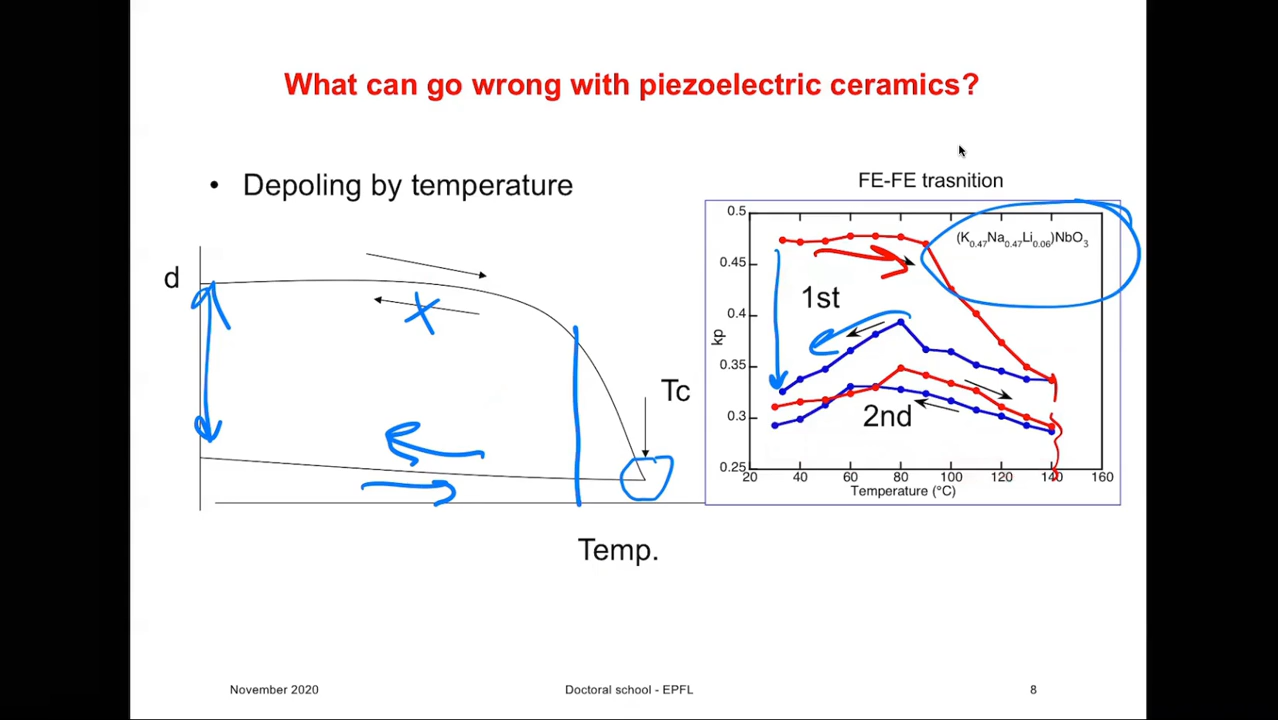 What can go wrong with piezoelectric ceramics?
• Depoling by temperature
FE-FE trasnition
d
Tc
Temp.
0.5
0.45
0.4
0.35
0.3
0.25
kp
(K0.47Na0.47Li0.06)NbO3
1st
2nd
20 40 60 80 100 120 140 160
Temperature (°C)
November 2020
Doctoral school - EPFL
8